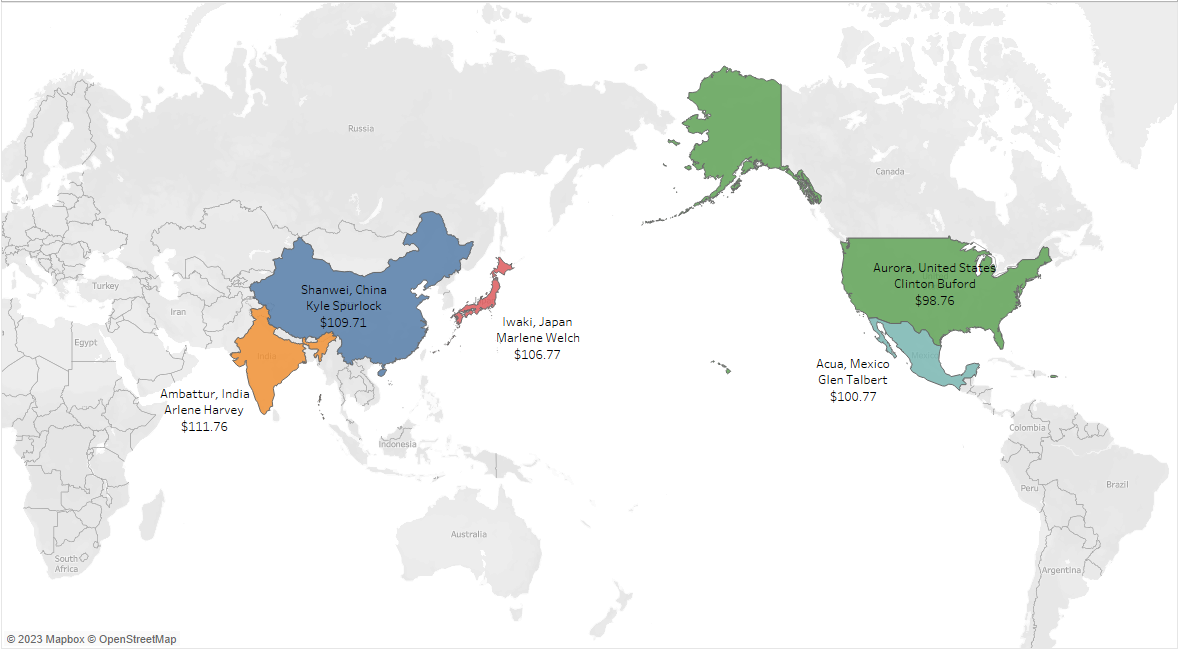 Russia
Canada
Aurora, United States
Clinton Buford
$98.76
Shanwei, China
Kyle Spurlock
$109.71
Turkey
Iran
Iwaki, Japan
Marlene Welch
$106.77
Egypt
India
Mexico
Acua, Mexico
Glen Talbert
$100.77
Ambattur, India
Arlene Harvey
$111.76
Colombia
Indonesia
Peru
Brazil
Australia
South
Africa
Argentina
© 2023 Mapbox © OpenStreetMap